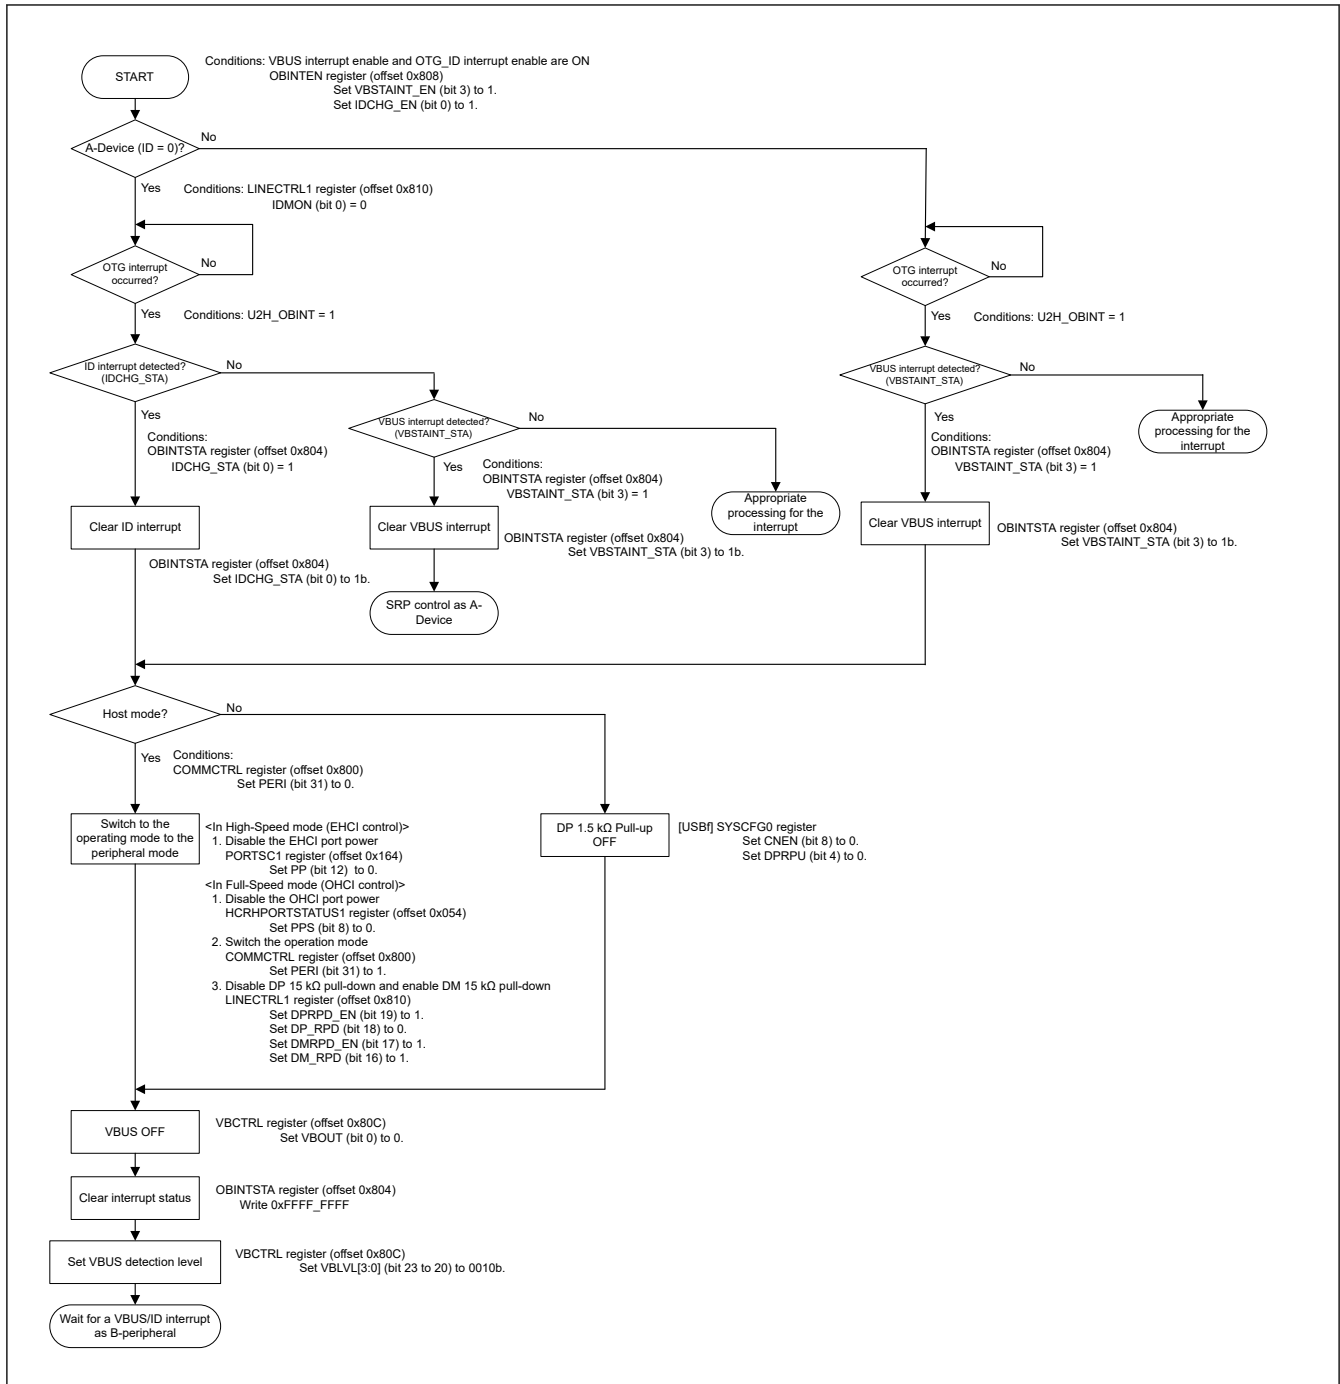 START
Conditions: VBUS interrupt enable and OTG_ID interrupt enable are ON
OBINTEN register (offset 0x808)
Set VBSTAINT_EN (bit 3) to 1.
Set IDCHG_EN (bit 0) to 1.
A-Device (ID = 0)?
No
Yes
Conditions: LINECTRL1 register (offset 0x810)
IDMON (bit 0) = 0
OTG interrupt
occurred?
No
Yes
Conditions: U2H_OBINT = 1
OTG interrupt
occurred?
No
Yes
Conditions: U2H_OBINT = 1
ID interrupt detected?
(IDCHG_STA)
No
Yes
Conditions:
OBINTSTA register (offset 0x804)
IDCHG_STA (bit 0) = 1
VBUS interrupt detected?
(VBSTAINT_STA)
No
Yes
Conditions:
OBINTSTA register (offset 0x804)
VBSTAINT_STA (bit 3) = 1
Appropriate
processing for the
interrupt
VBUS interrupt detected?
(VBSTAINT_STA)
No
Yes
Conditions:
OBINTSTA register (offset 0x804)
VBSTAINT_STA (bit 3) = 1
Appropriate
processing for the
interrupt
Clear ID interrupt
OBINTSTA register (offset 0x804)
Set IDCHG_STA (bit 0) to 1b.
Clear VBUS interrupt
OBINTSTA register (offset 0x804)
Set VBSTAINT_STA (bit 3) to 1b.
Clear VBUS interrupt
OBINTSTA register (offset 0x804)
Set VBSTAINT_STA (bit 3) to 1b.
SRP control as A-
Device
Host mode?
No
Yes
Conditions:
COMMCTRL register (offset 0x800)
Set PERI (bit 31) to 0.
Switch to the
operating mode to the
peripheral mode
<In High-Speed mode (EHCI control)>
1. Disable the EHCI port power
PORTSC1 register (offset 0x164)
Set PP (bit 12) to 0.
<In Full-Speed mode (OHCI control)>
1. Disable the OHCI port power
HCRHPORTSTATUS1 register (offset 0x054)
Set PPS (bit 8) to 0.
2. Switch the operation mode
COMMCTRL register (offset 0x800)
Set PERI (bit 31) to 1.
3. Disable DP 15 kΩ pull-down and enable DM 15 kΩ pull-down
LINECTRL1 register (offset 0x810)
Set DPRPD_EN (bit 19) to 1.
Set DP_RPD (bit 18) to 0.
Set DMRPD_EN (bit 17) to 1.
Set DM_RPD (bit 16) to 1.
DP 1.5 kΩ Pull-up
OFF
[USBf] SYSCFG0 register
Set CNEN (bit 8) to 0.
Set DPRPU (bit 4) to 0.
VBUS OFF
VBCTRL register (offset 0x80C)
Set VBOUT (bit 0) to 0.
Clear interrupt status
OBINTSTA register (offset 0x804)
Write 0xFFFF_FFFF
Set VBUS detection level
VBCTRL register (offset 0x80C)
Set VBLVL[3:0] (bit 23 to 20) to 0010b.
Wait for a VBUS/ID interrupt
as B-peripheral